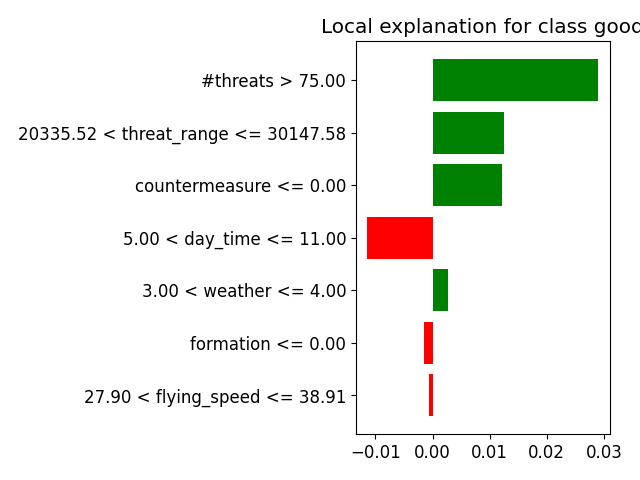 Local explanation for class good
#threats > 75.00
20335.52 < threat_range <= 30147.58
countermeasure <= 0.00
5.00 < day_time <= 11.00
3.00 < weather <= 4.00
formation <= 0.00
27.90 < flying_speed <= 38.91
−0.01 0.00 0.01 0.02 0.03